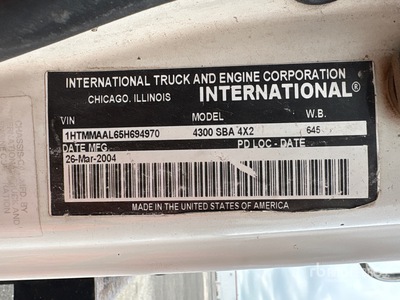 INTERNATIONAL TRUCK AND ENGINE CORPORATION
CHICAGO, ILLINOIS INTERNATIONAL®
VIN MODEL W.B.
1HTMMAAL65H694970 4300 SBA 4X2 645
DATE MFG. PD LOC - DATE
26-Mar-2004
MADE IN THE UNITED STATES OF AMERICA